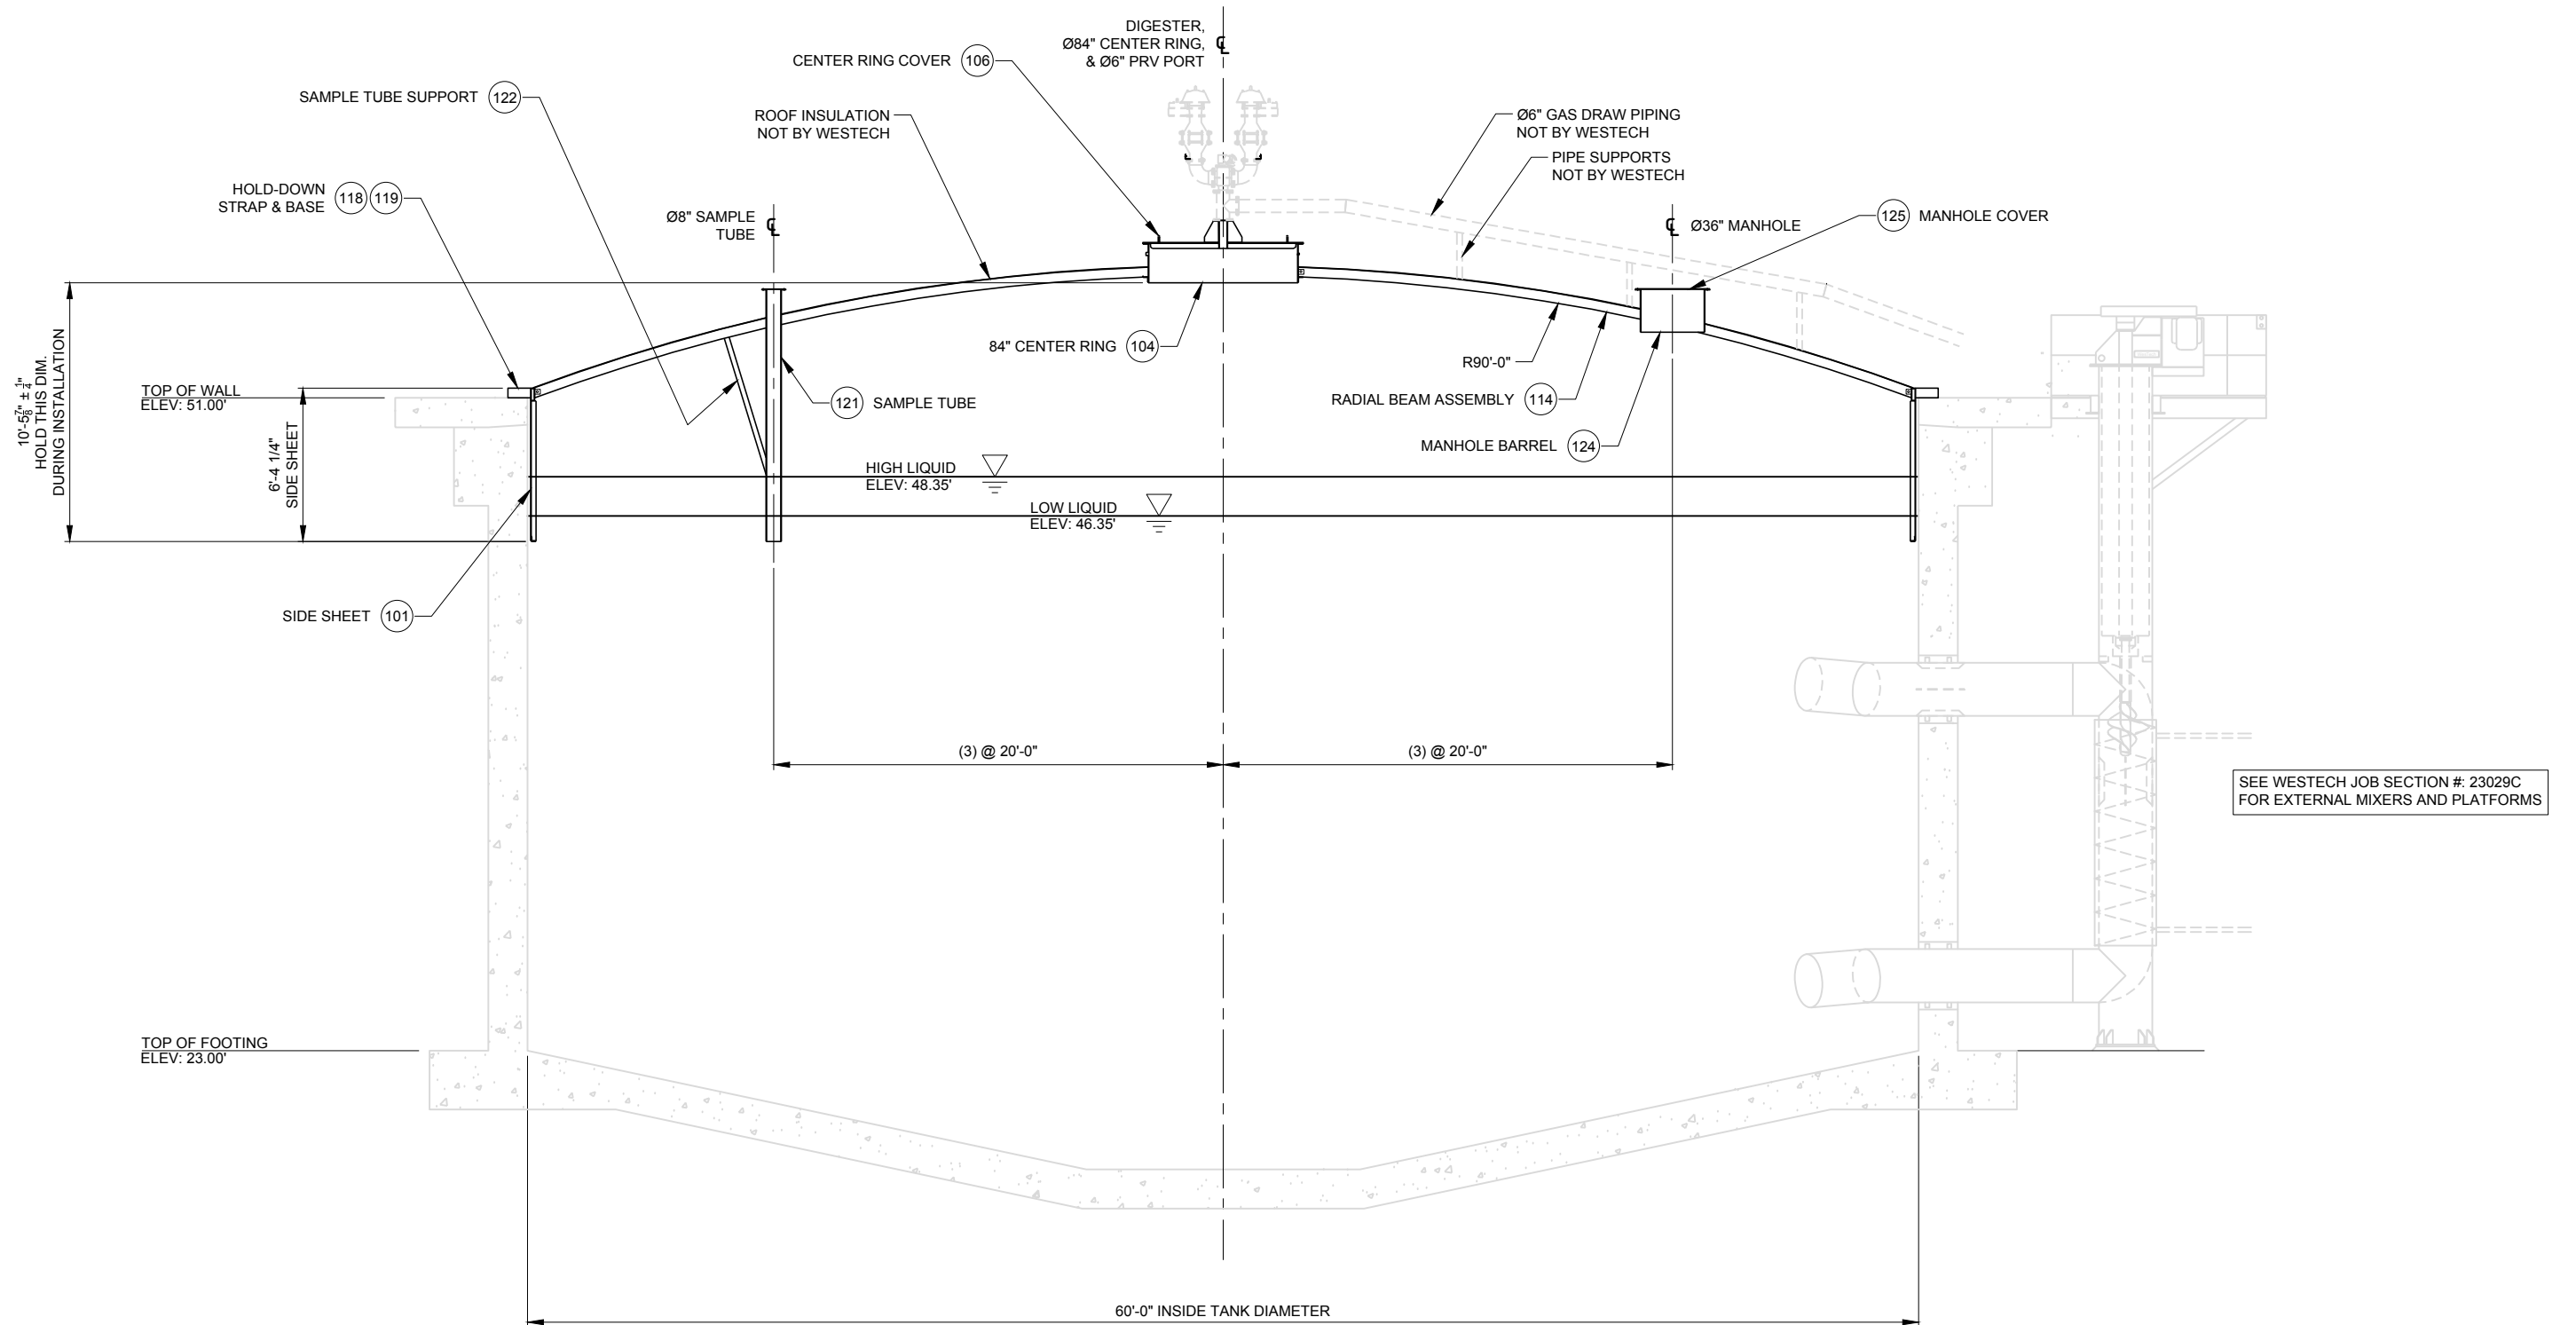 DIGESTER,
Ø84" CENTER RING,
& Ø6" PRV PORT
℄
CENTER RING COVER 106
SAMPLE TUBE SUPPORT 122
ROOF INSULATION
NOT BY WESTECH
Ø6" GAS DRAW PIPING
NOT BY WESTECH
PIPE SUPPORTS
NOT BY WESTECH
HOLD-DOWN
STRAP & BASE 118 119
Ø8" SAMPLE
TUBE
℄
℄ Ø36" MANHOLE
125 MANHOLE COVER
84" CENTER RING 104
R90'-0"
RADIAL BEAM ASSEMBLY 114
121 SAMPLE TUBE
MANHOLE BARREL 124
TOP OF WALL
ELEV: 51.00'
10'-5 7/8" ± 1/4"
HOLD THIS DIM.
DURING INSTALLATION
6'-4 1/4"
SIDE SHEET
HIGH LIQUID
ELEV: 48.35'
LOW LIQUID
ELEV: 46.35'
SIDE SHEET 101
(3) @ 20'-0"
(3) @ 20'-0"
SEE WESTECH JOB SECTION #: 23029C
FOR EXTERNAL MIXERS AND PLATFORMS
TOP OF FOOTING
ELEV: 23.00'
60'-0" INSIDE TANK DIAMETER